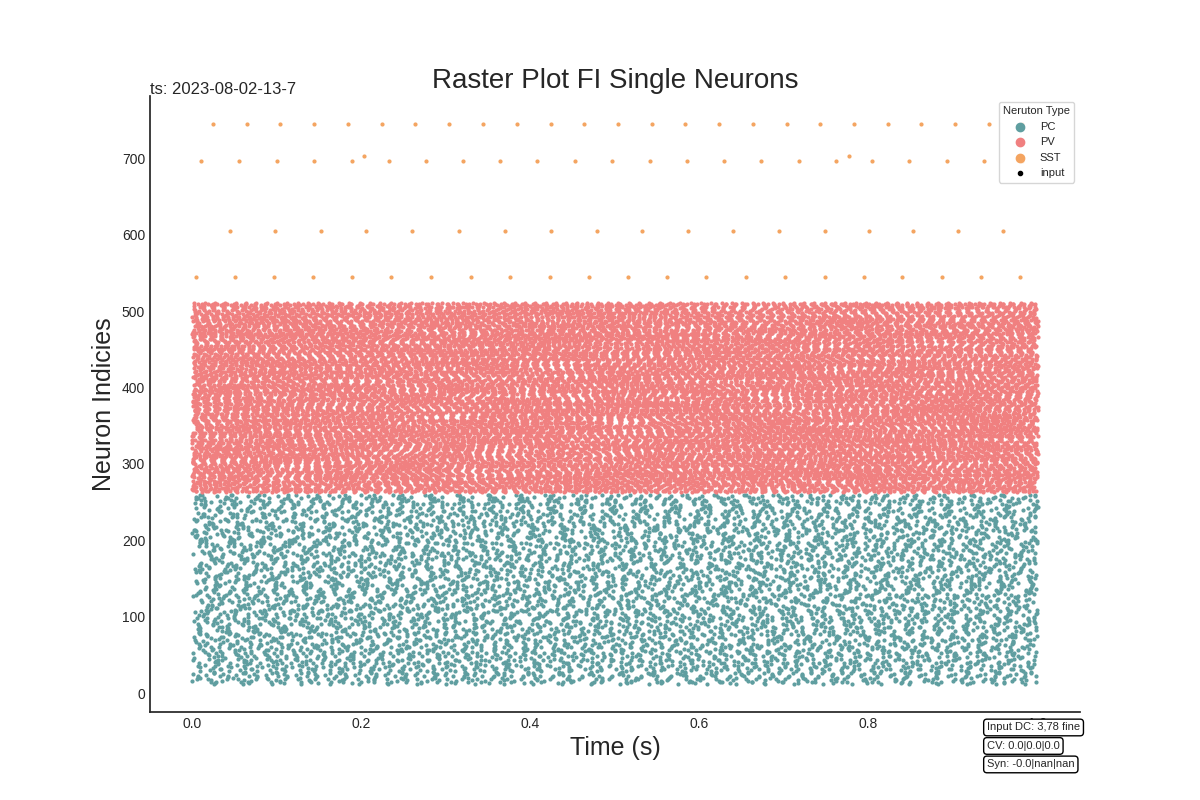 Raster Plot FI Single Neurons
ts: 2023-08-02-13-7
Neruton Type
PC
PV
SST
input
700
600
500
400
300
200
100
0
Neuron Indicies
0.0 0.2 0.4 0.6 0.8
Time (s)
Input DC: 3,78 fine
CV: 0.0|0.0|0.0
Syn: -0.0|nan|nan